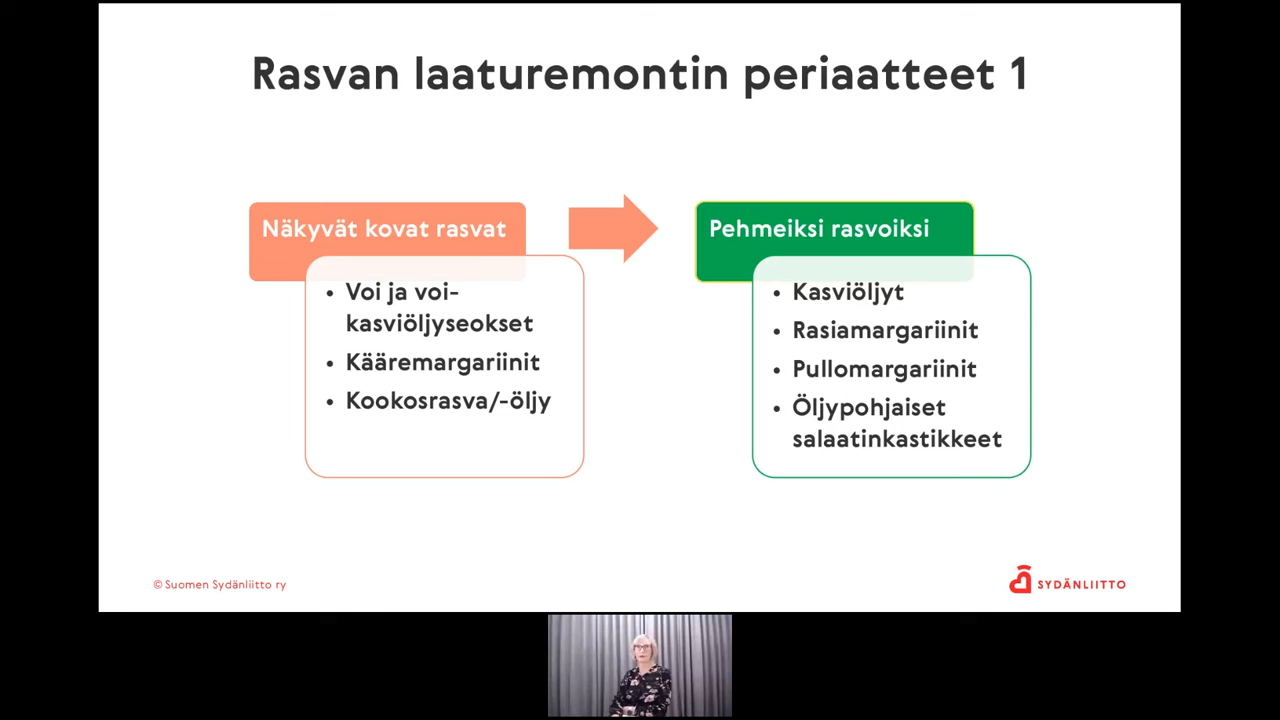 Rasvan laaturemontin periaatteet 1
Näkyvät kovat rasvat
• Voi ja voi-
kasviöljyseokset
• Kääremargariinit
• Kookosrasva/-öljy
Pehmeiksi rasvoiksi
• Kasviöljyt
• Rasiamargariinit
• Pullomargariinit
• Öljypohjaiset
salaatinkastikkeet
© Suomen Sydänliitto ry
SYDÄNLIITTO